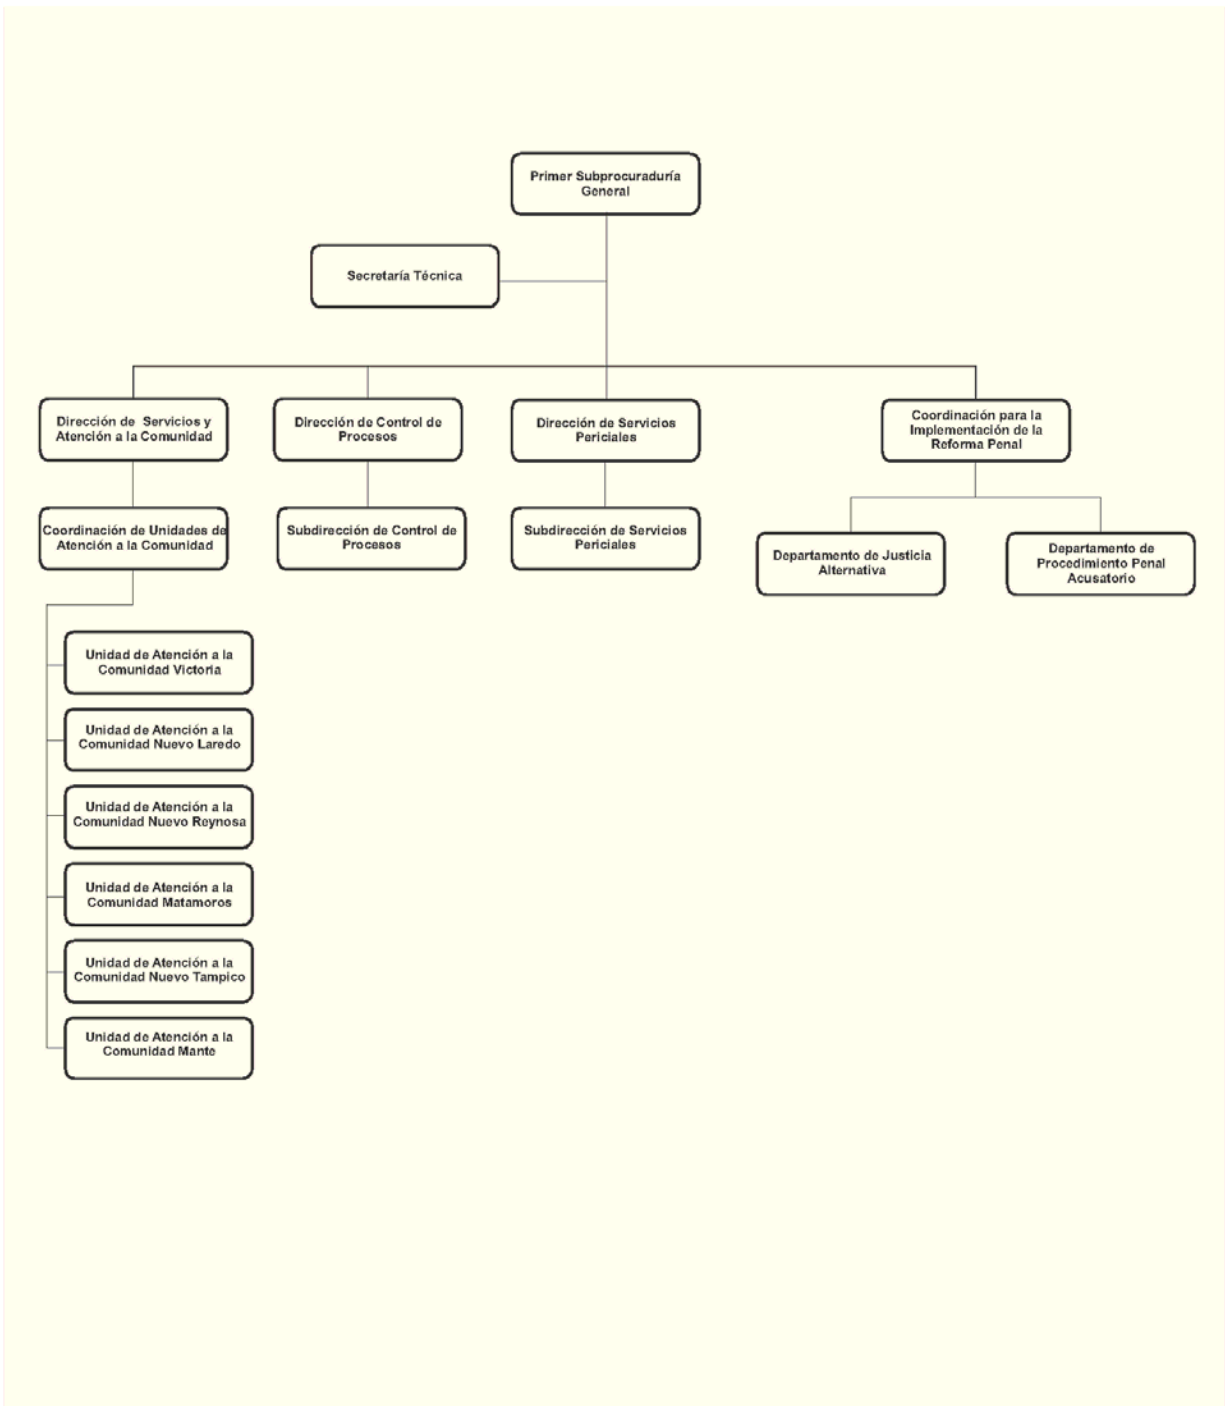 Primer Subprocuraduría
General
Secretaría Técnica
Dirección de Servicios y
Atención a la Comunidad
Dirección de Control de
Procesos
Dirección de Servicios
Periciales
Coordinación para la
Implementación de la
Reforma Penal
Coordinación de Unidades de
Atención a la Comunidad
Subdirección de Control de
Procesos
Subdirección de Servicios
Periciales
Departamento de Justicia
Alternativa
Departamento de
Procedimiento Penal
Acusatorio
Unidad de Atención a la
Comunidad Victoria
Unidad de Atención a la
Comunidad Nuevo Laredo
Unidad de Atención a la
Comunidad Nuevo Reynosa
Unidad de Atención a la
Comunidad Matamoros
Unidad de Atención a la
Comunidad Nuevo Tampico
Unidad de Atención a la
Comunidad Mante